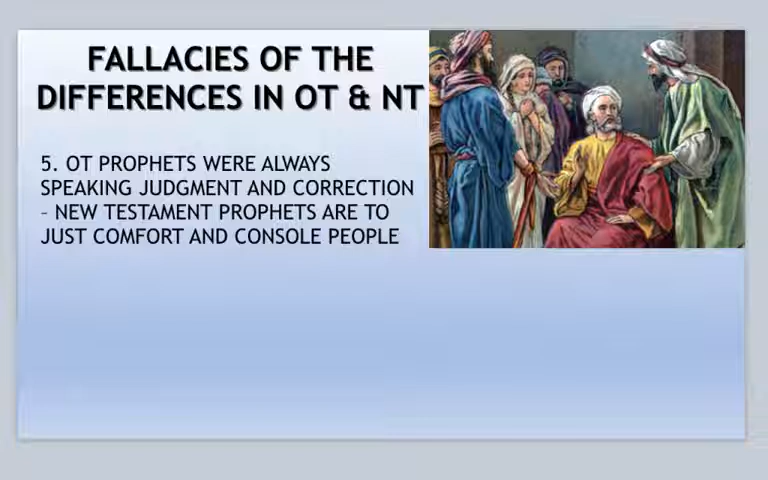 FALLACIES OF THE
DIFFERENCES IN OT & NT
5. OT PROPHETS WERE ALWAYS
SPEAKING JUDGMENT AND CORRECTION
– NEW TESTAMENT PROPHETS ARE TO
JUST COMFORT AND CONSOLE PEOPLE